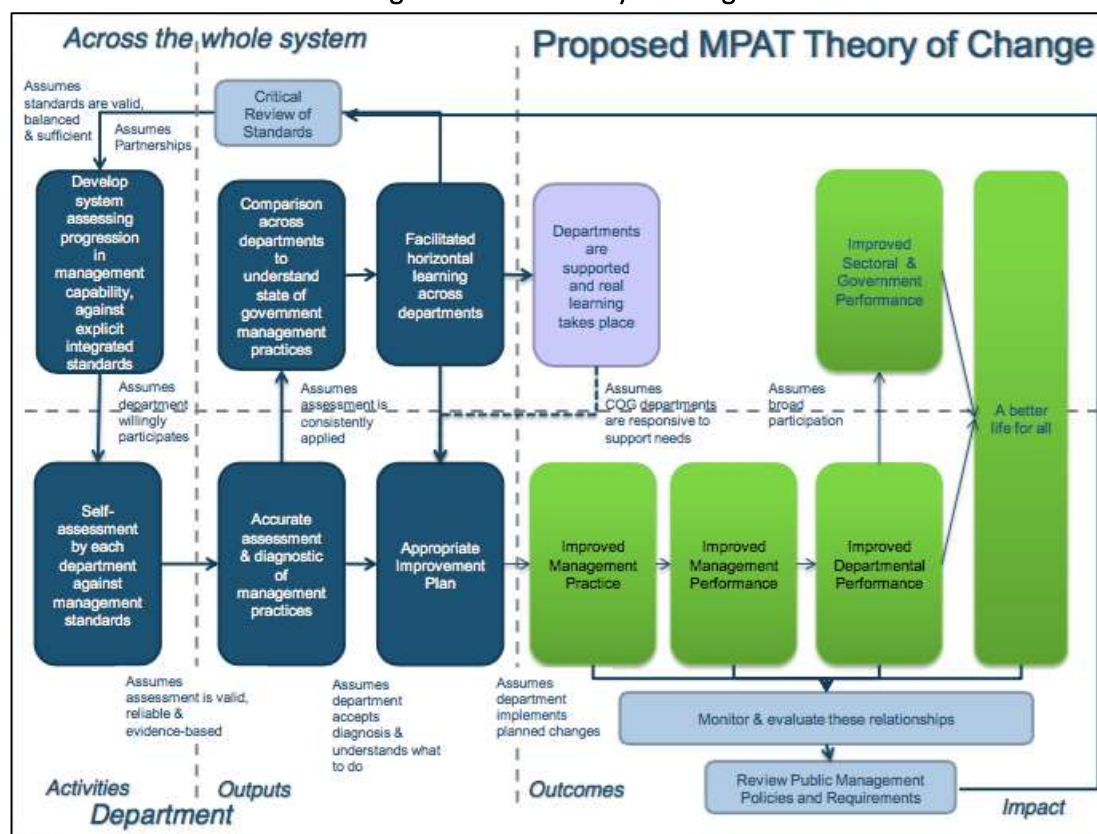 Across the whole system
Proposed MPAT Theory of Change
Assumes
standards are valid,
balanced
& sufficient
Assumes
Partnerships
Critical
Review of
Standards
Develop
system
assessing
progression
in
management
capability,
against
explicit
integrated
standards
Comparison
across
departments
to
understand
state of
government
management
practices
Facilitated
horizontal
learning
across
departments
Departments
are
supported
and real
learning
takes place
Improved
Sectoral &
Government
Performance
A better
life for all
Assumes
department
willingly
participates
Assumes
assessment is
consistently
applied
Assumes
COG departments
are responsive to
support needs
Assumes
broad
participation
Self-
assessment
by each
department
against
management
standards
Accurate
assessment
& diagnostic
of
management
practices
Appropriate
Improvement
Plan
Improved
Management
Practice
Improved
Management
Performance
Improved
Departmental
Performance
Assumes
assessment is valid,
reliable &
evidence-based
Assumes
department
accepts
diagnosis &
understands what
to do
Assumes
department
implements
planned changes
Monitor & evaluate these relationships
Review Public Management
Policies and Requirements
Activities
Outputs
Outcomes
Impact
Department